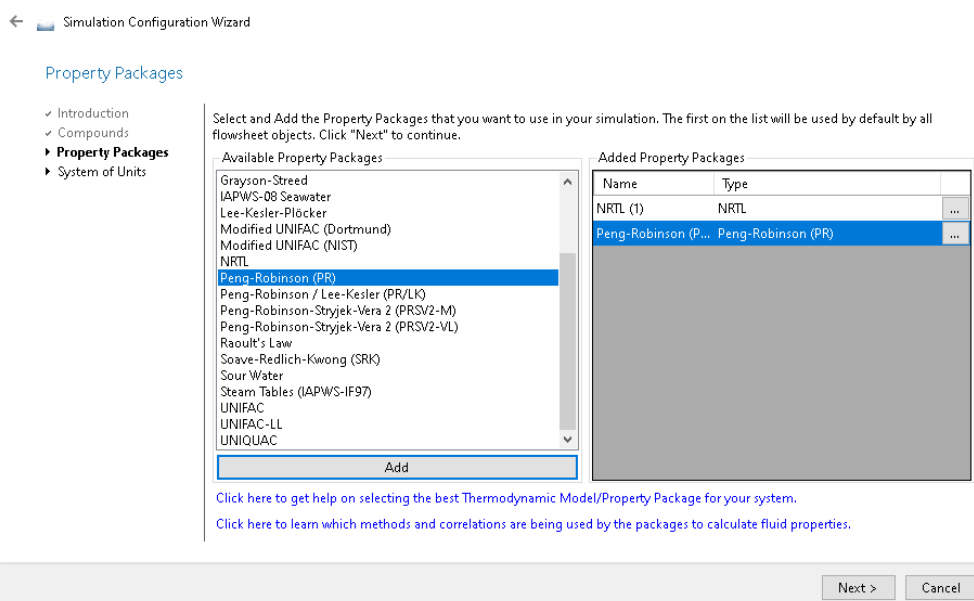 Simulation Configuration Wizard
Property Packages
Introduction
Compounds
Property Packages
System of Units
Select and Add the Property Packages that you want to use in your simulation. The first on the list will be used by default by all
flowsheet objects. Click "Next" to continue.
Available Property Packages
Grayson-Streed
IAPWS-08 Seawater
Lee-Kesler-Plöcker
Modified UNIFAC (Dortmund)
Modified UNIFAC (NIST)
NRTL
Peng-Robinson (PR)
Peng-Robinson / Lee-Kesler (PR/LK)
Peng-Robinson-Stryjek-Vera 2 (PRSV2-M)
Peng-Robinson-Stryjek-Vera 2 (PRSV2-VL)
Raoult's Law
Soave-Redlich-Kwong (SRK)
Sour Water
Steam Tables (IAPWS-IF97)
UNIFAC
UNIFAC-LL
UNIQUAC
Add
Added Property Packages
Name Type
NRTL (1) NRTL ...
Peng-Robinson (P... Peng-Robinson (PR) ...
Click here to get help on selecting the best Thermodynamic Model/Property Package for your system.
Click here to learn which methods and correlations are being used by the packages to calculate fluid properties.
Next > Cancel